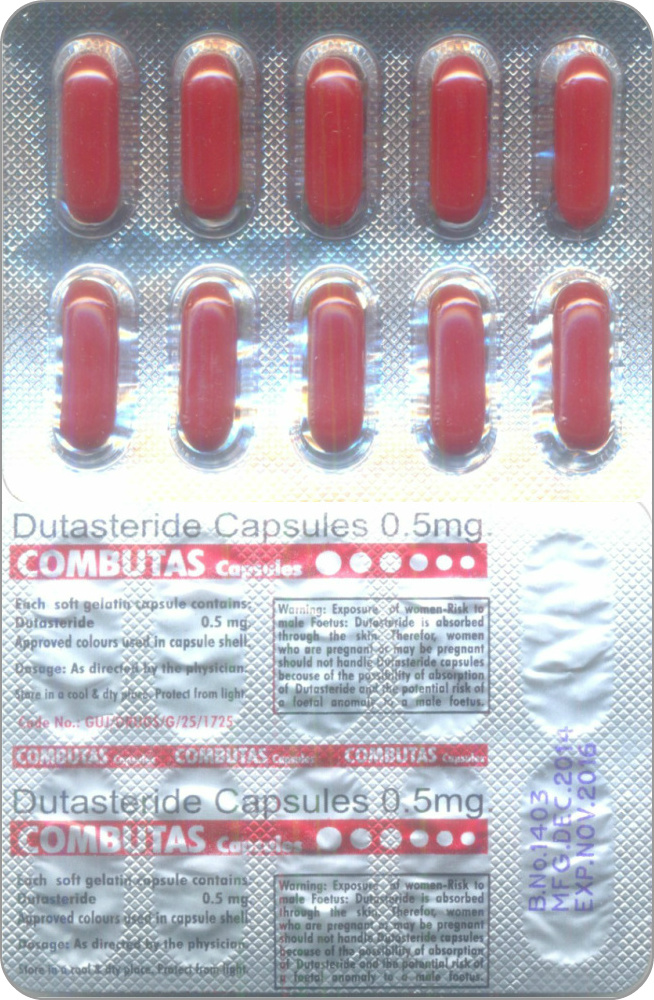 Dutasteride Capsules 0.5mg
COMBUTAS Capsules
Each soft gelatin capsule contains:
Dutasteride 0.5 mg.
Approved colours used in capsule shell.
Dosage: As directed by the physician.
Store in a cool & dty place. Protect from light.
Code No.: GUJ/DRUGS/G/25/1725
Warning: Exposure of women-Risk to
male Foetus: Dutasteride is absorbed
through the skin. Therefor, women
who are pregnant or may be pregnant
should not handle Dutasteride capsules
becouse of the possibility of absorption
of Dutasteride and the potential risk of
a foetal anomaly to a male foetus.
COMBUTAS Capsules COMBUTAS Capsules COMBUTAS Capsules
Dutasteride Capsules 0.5mg.
COMBUTAS Capsules
Each soft gelatin capsule contains:
Dutasteride 0.5 mg.
Approved colours used in capsule shell.
Dosage: As directed by the physician.
Store in a cool & dty place. Protect from light.
Warning: Exposure of women-Risk to
male Foetus: Dutasteride is absorbed
through the skin. Therefor, women
who are pregnant or may be pregnant
should not handle Dutasteride capsules
becouse of the possibility of absorption
of Dutasteride and the potential risk of
a foetal anomaly to a male foetus.
B.No.1403
MFG.DEC.2014
EXP.NOV.2016